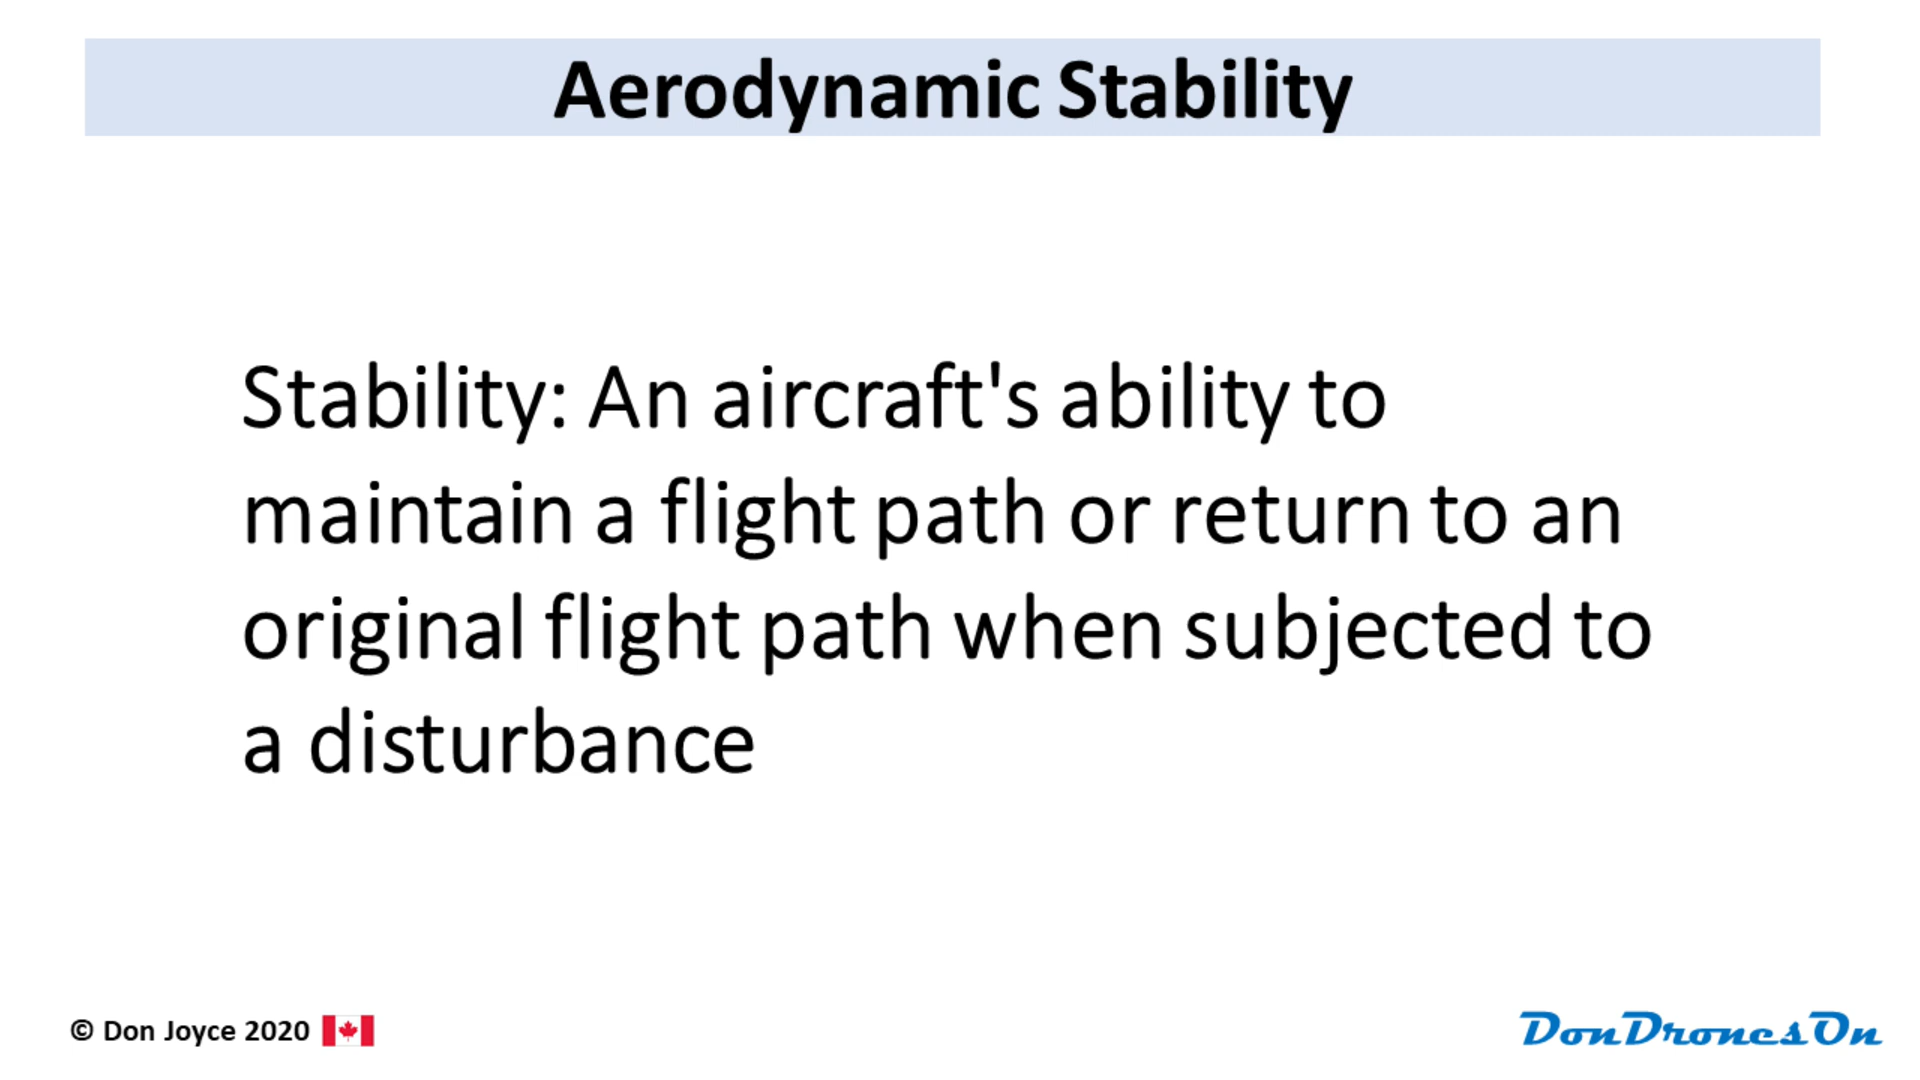 Aerodynamic Stability
Stability: An aircraft's ability to
maintain a flight path or return to an
original flight path when subjected to
a disturbance
© Don Joyce 2020
DonDronesOn